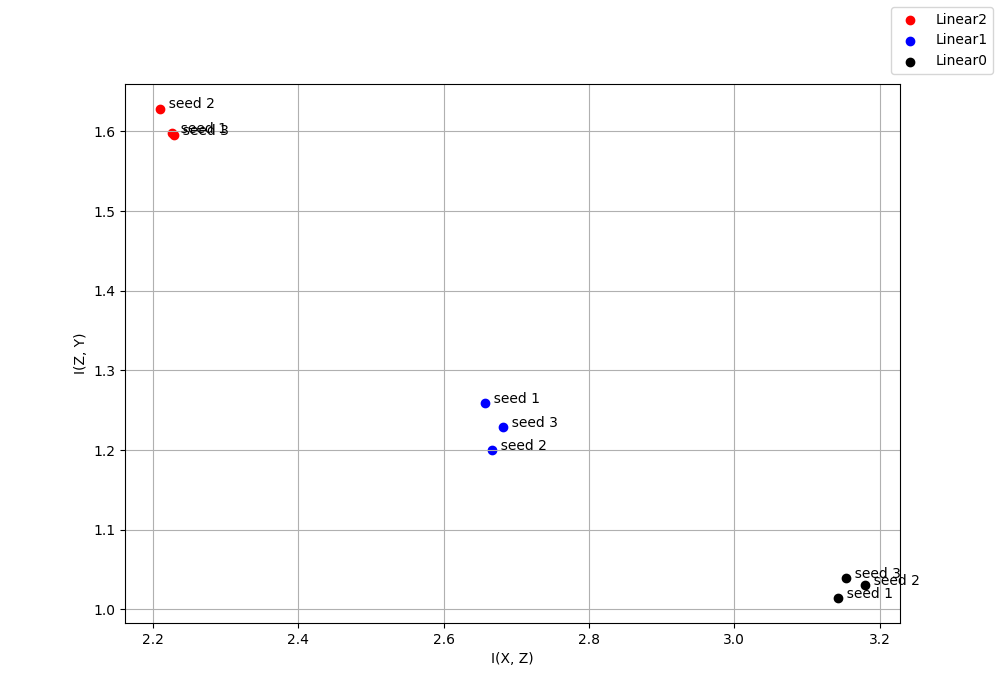 Linear2
Linear1
Linear0
seed 2
seed 1
seed 3
seed 1
seed 3
seed 2
seed 3
seed 2
seed 1
1.6
1.5
1.4
1.3
1.2
1.1
1.0
I(Z, Y)
2.2 2.4 2.6 2.8 3.0 3.2
I(X, Z)